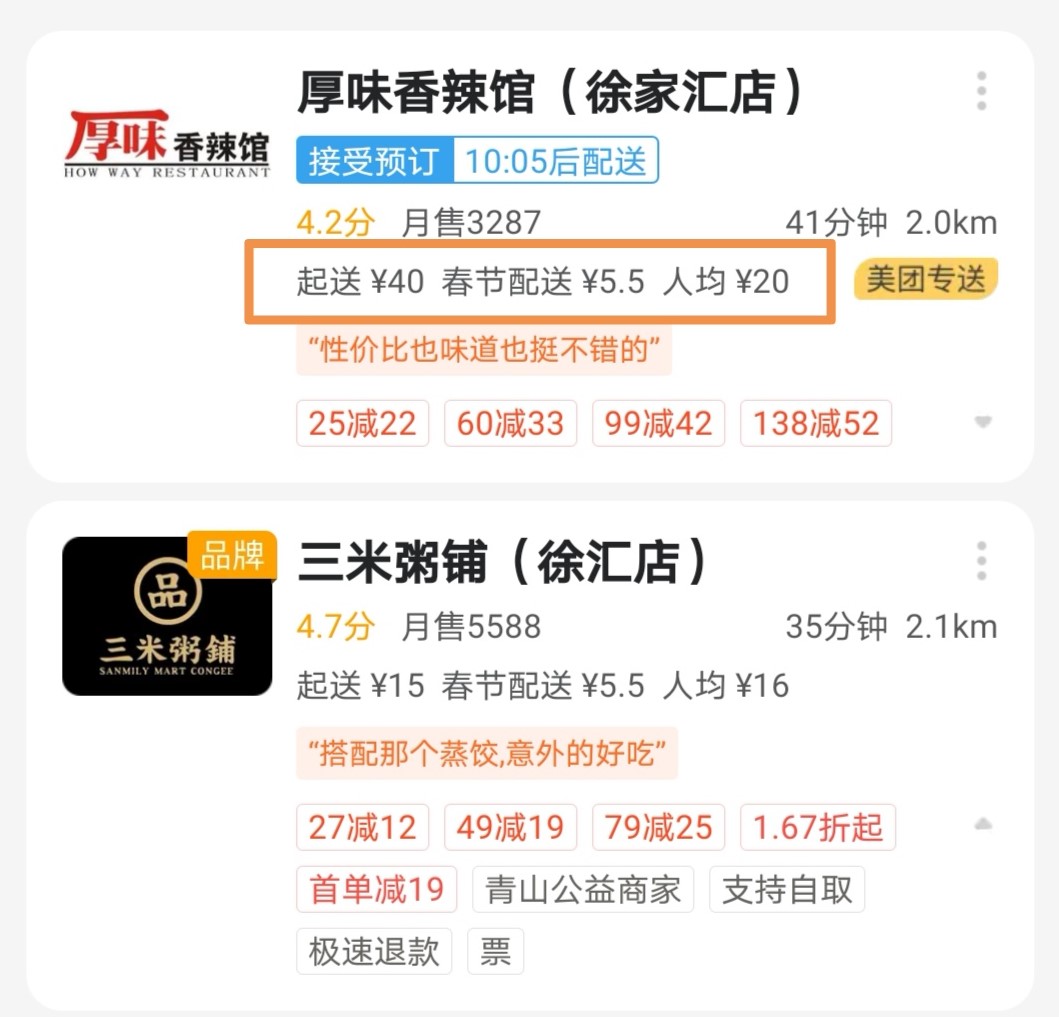 厚味香辣馆（徐家汇店）
厚味香辣馆
HOW WAY RESTAURANT
接受预订 10:05后配送
4.2分 月售3287 41分钟 2.0km
起送 ¥40 春节配送 ¥5.5 人均 ¥20 美团专送
“性价比也味道也挺不错的”
25减22 60减33 99减42 138减52
品牌
三米粥铺（徐汇店）
品
三米粥鋪
SANMILY MART CONGEE
4.7分 月售5588 35分钟 2.1km
起送 ¥15 春节配送 ¥5.5 人均 ¥16
“搭配那个蒸饺,意外的好吃”
27减12 49减19 79减25 1.67折起
首单减19 青山公益商家 支持自取
极速退款 票